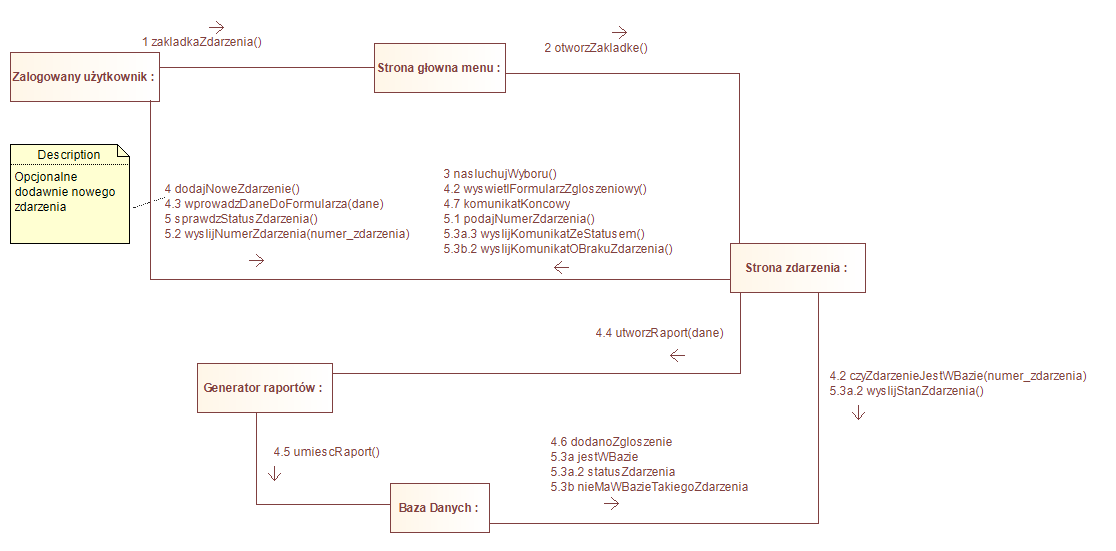 1 zakladkaZdarzenia()
2 otworzZakladke()
Zalogowany użytkownik :
Strona głowna menu :
Description
Opcjonalne
dodawnie nowego
zdarzenia
4 dodajNoweZdarzenie()
4.3 wprowadzDaneDoFormularza(dane)
5 sprawdzStatusZdarzenia()
5.2 wyslijNumerZdarzenia(numer_zdarzenia)
3 nasluchujWyboru()
4.2 wyswietlFormularzZgloszeniowy()
4.7 komunikatKoncowy
5.1 podajNumerZdarzenia()
5.3a.3 wyslijKomunikatZeStatusem()
5.3b.2 wyslijKomunikatOBrakuZdarzenia()
Strona zdarzenia :
4.4 utworzRaport(dane)
Generator raportów :
4.2 czyZdarzenieJestWBazie(numer_zdarzenia)
5.3a.2 wyslijStanZdarzenia()
4.5 umiescRaport()
4.6 dodanoZgloszenie
5.3a jestWBazie
5.3a.2 statusZdarzenia
5.3b nieMaWBazieTakiegoZdarzenia
Baza Danych :